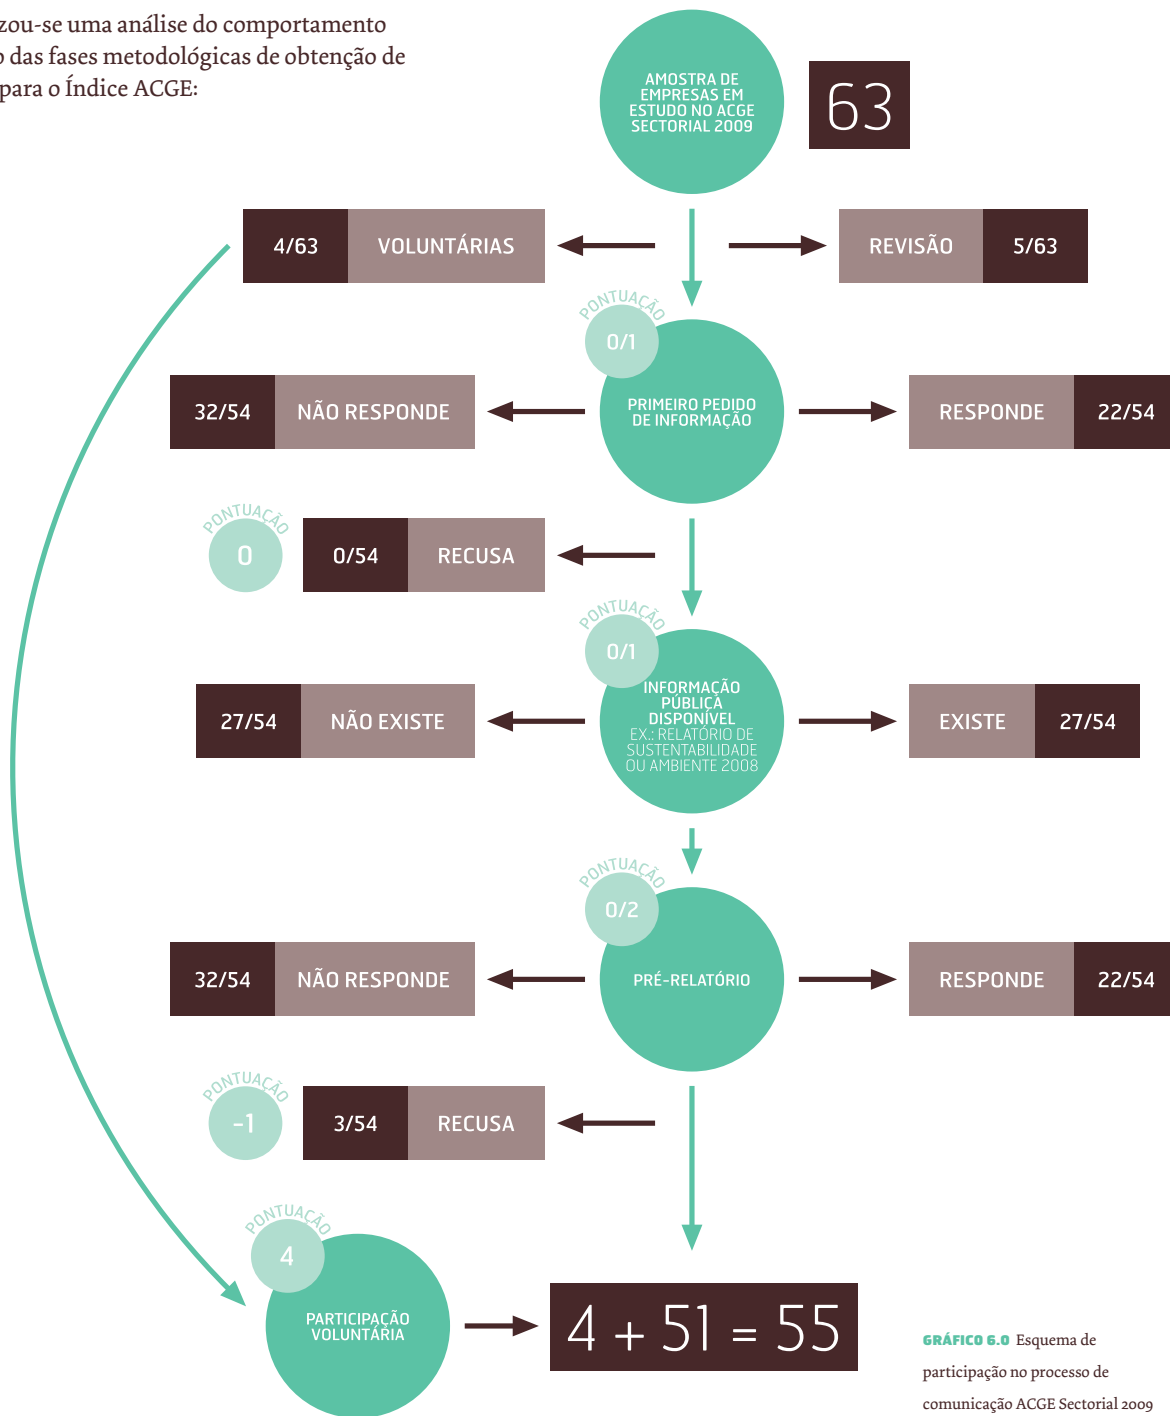 zou-se uma análise do comportamento
o das fases metodológicas de obtenção de
para o Índice ACGE:
AMOSTRA DE
EMPRESAS EM
ESTUDO NO ACGE
SECTORIAL 2009
63
4/63 VOLUNTÁRIAS
REVISÃO 5/63
PONTUAÇÃO
0/1
PRIMEIRO PEDIDO
DE INFORMAÇÃO
32/54 NÃO RESPONDE
RESPONDE 22/54
PONTUAÇÃO
0
0/54 RECUSA
PONTUAÇÃO
0/1
INFORMAÇÃO
PÚBLICA
DISPONÍVEL
EX.: RELATÓRIO DE
SUSTENTABILIDADE
OU AMBIENTE 2008
27/54 NÃO EXISTE
EXISTE 27/54
PONTUAÇÃO
0/2
PRÉ-RELATÓRIO
32/54 NÃO RESPONDE
RESPONDE 22/54
PONTUAÇÃO
-1
3/54 RECUSA
PONTUAÇÃO
4
PARTICIPAÇÃO
VOLUNTÁRIA
4 + 51 = 55
GRÁFICO 6.0 Esquema de
participação no processo de
comunicação ACGE Sectorial 2009